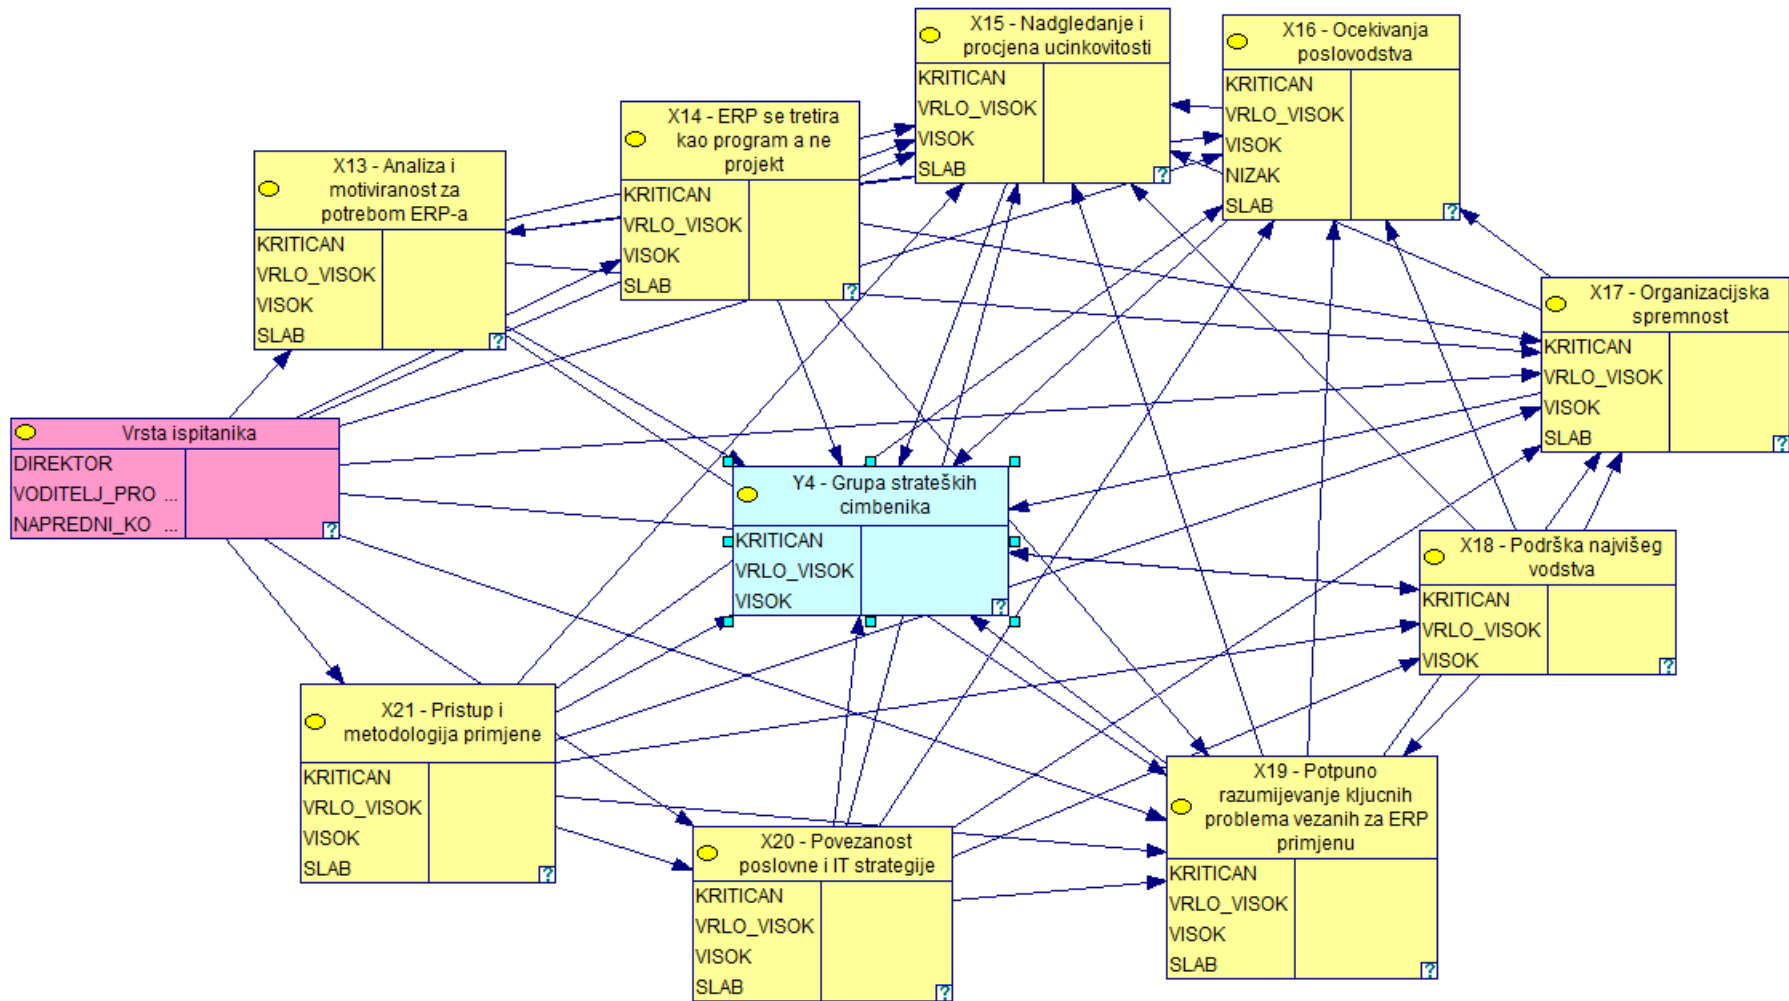 X15 - Nadgledanje i
procjena ucinkovitosti
KRITICAN
VRLO_VISOK
VISOK
SLAB
?
X16 - Ocekivanja
poslovodstva
KRITICAN
VRLO_VISOK
VISOK
NIZAK
SLAB
?
X14 - ERP se tretira
kao program a ne
projekt
KRITICAN
VRLO_VISOK
VISOK
SLAB
?
X13 - Analiza i
motiviranost za
potrebom ERP-a
KRITICAN
VRLO_VISOK
VISOK
SLAB
?
X17 - Organizacijska
spremnost
KRITICAN
VRLO_VISOK
VISOK
SLAB
?
Vrsta ispitanika
DIREKTOR
VODITELJ_PRO ...
NAPREDNI_KO ...
?
Y4 - Grupa strateških
cimbenika
KRITICAN
VRLO_VISOK
VISOK
?
X18 - Podrška najvišeg
vodstva
KRITICAN
VRLO_VISOK
VISOK
?
X21 - Pristup i
metodologija primjene
KRITICAN
VRLO_VISOK
VISOK
SLAB
?
X20 - Povezanost
poslovne i IT strategije
KRITICAN
VRLO_VISOK
VISOK
SLAB
?
X19 - Potpuno
razumijevanje kljucnih
problema vezanih za ERP
primjenu
KRITICAN
VRLO_VISOK
VISOK
SLAB
?